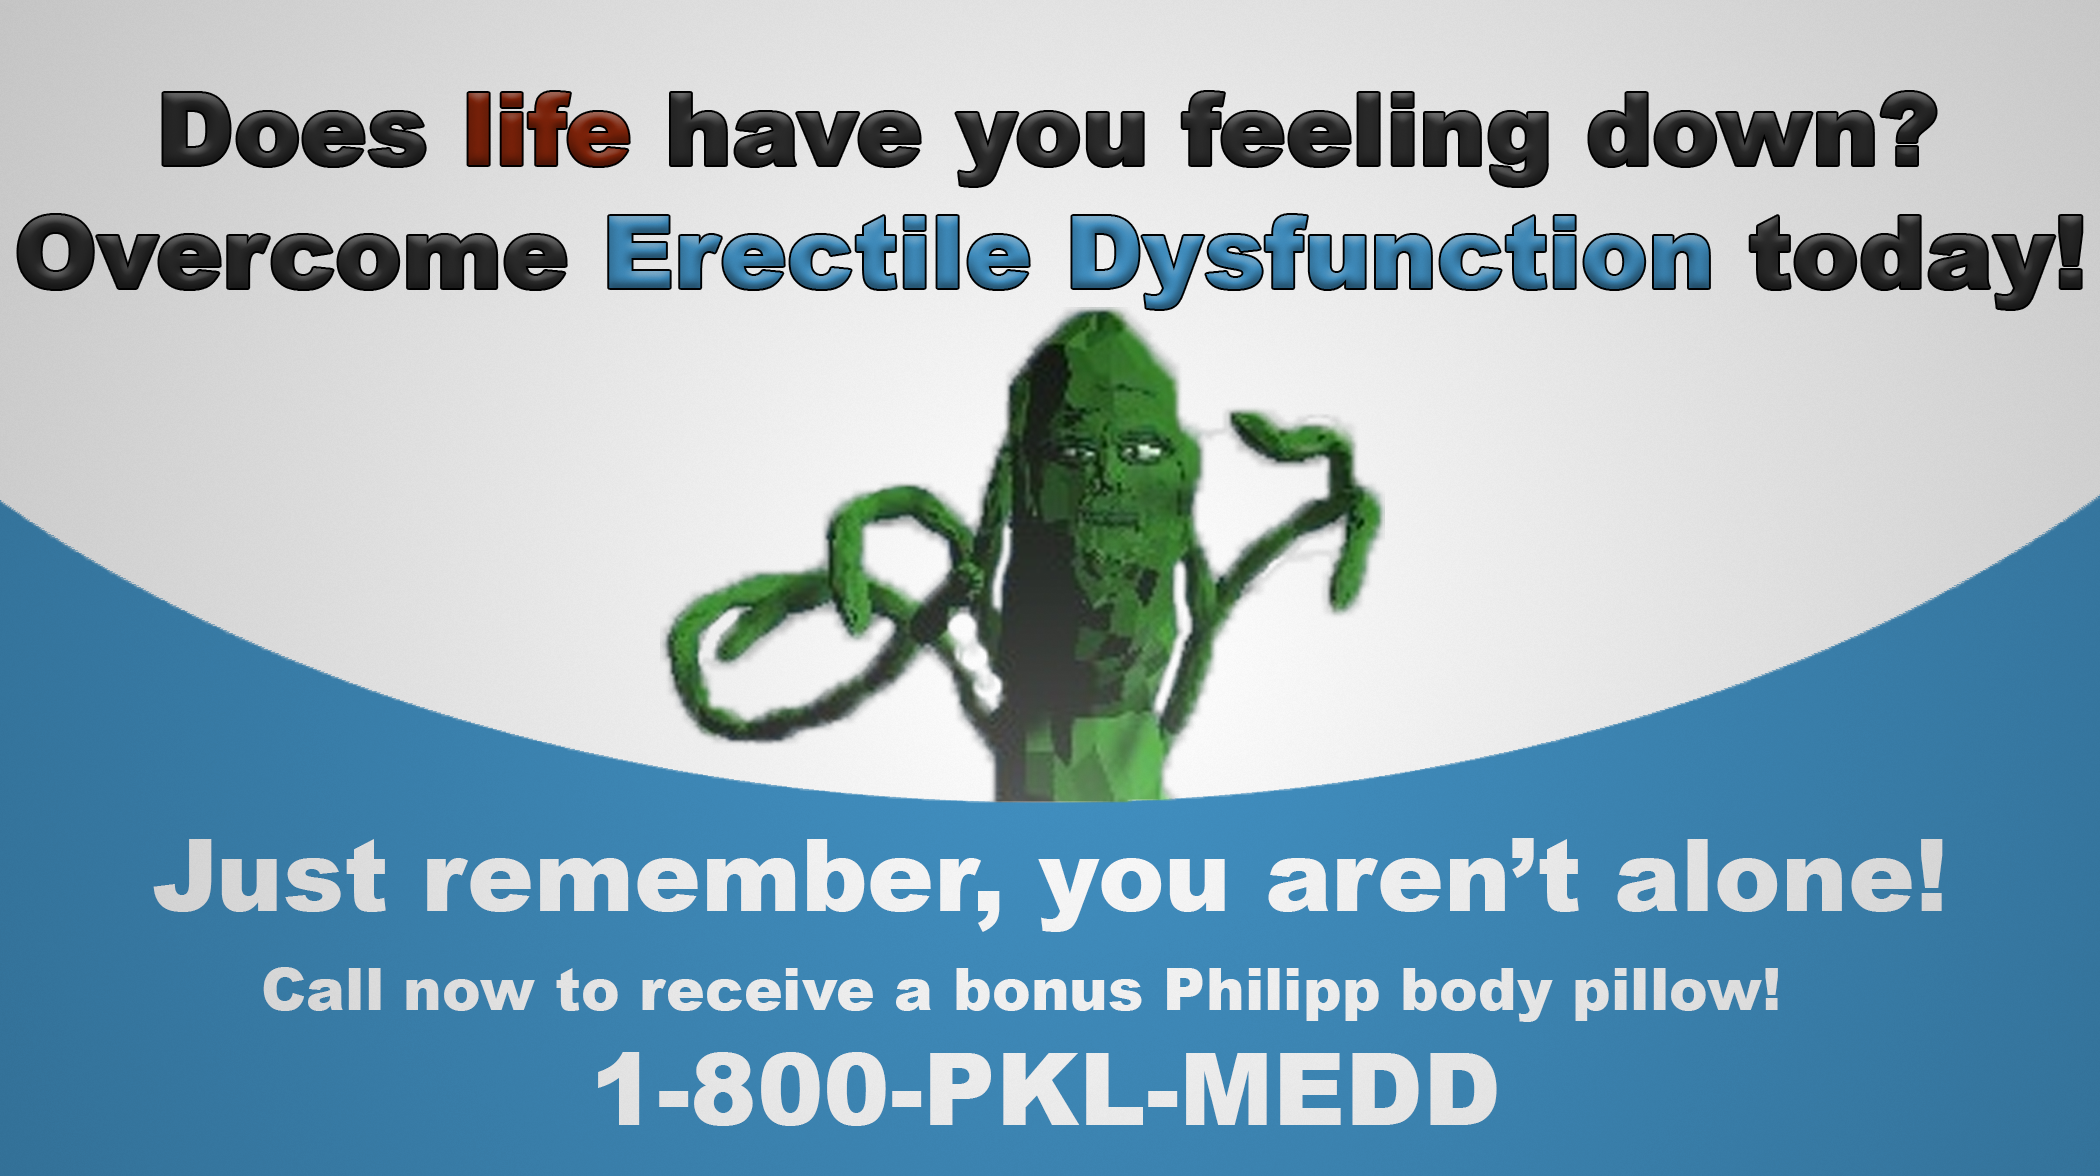 Does life have you feeling down?
Overcome Erectile Dysfunction today!
Just remember, you aren’t alone!
Call now to receive a bonus Philipp body pillow!
1-800-PKL-MEDD